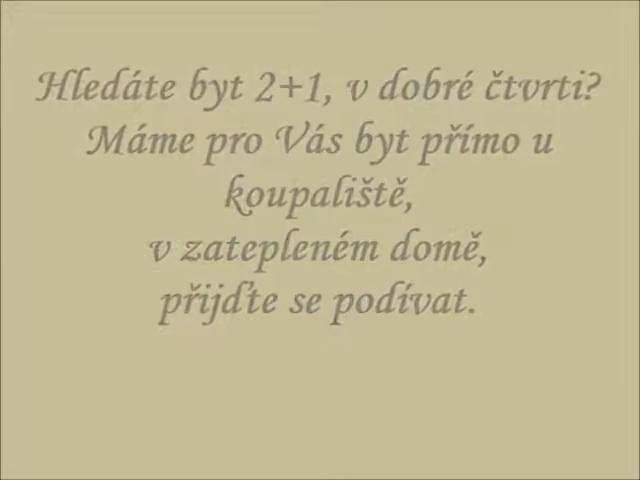 Hledáte byt 2+1, v dobré čtvrti?
Máme pro Vás byt přímo u
koupaliště,
v zatepleném domě,
přijďte se podívat.